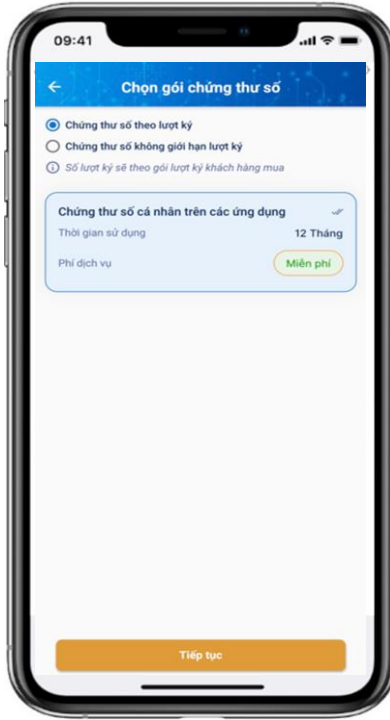 09:41
Chọn gói chứng thư số
Chứng thư số theo lượt ký
Chứng thư số không giới hạn lượt ký
Số lượt ký sẽ theo gói lượt ký khách hàng mua
Chứng thư số cá nhân trên các ứng dụng
Thời gian sử dụng 12 Tháng
Phí dịch vụ Miễn phí
Tiếp tục